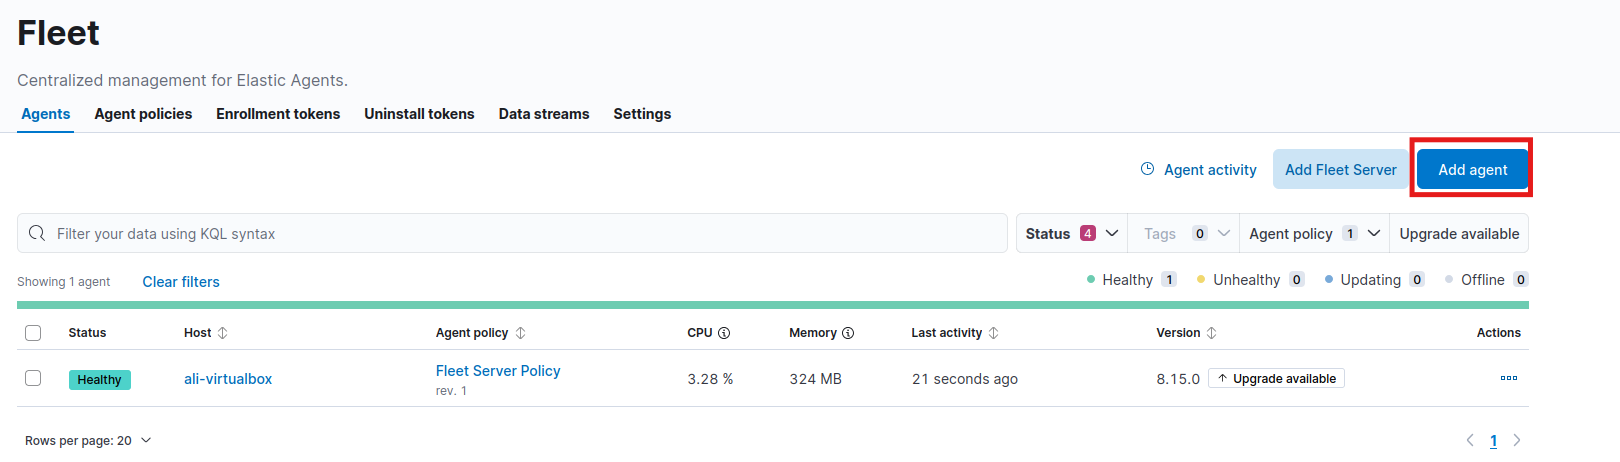 Fleet
Centralized management for Elastic Agents.
Agents Agent policies Enrollment tokens Uninstall tokens Data streams Settings
Agent activity Add Fleet Server Add agent
Filter your data using KQL syntax Status 4 Tags 0 Agent policy 1 Upgrade available
Showing 1 agent Clear filters Healthy 1 Unhealthy 0 Updating 0 Offline 0
Status Host Agent policy CPU Memory Last activity Version Actions
Healthy ali-virtualbox Fleet Server Policy 3.28 % 324 MB 21 seconds ago 8.15.0 Upgrade available
rev. 1
Rows per page: 20 1